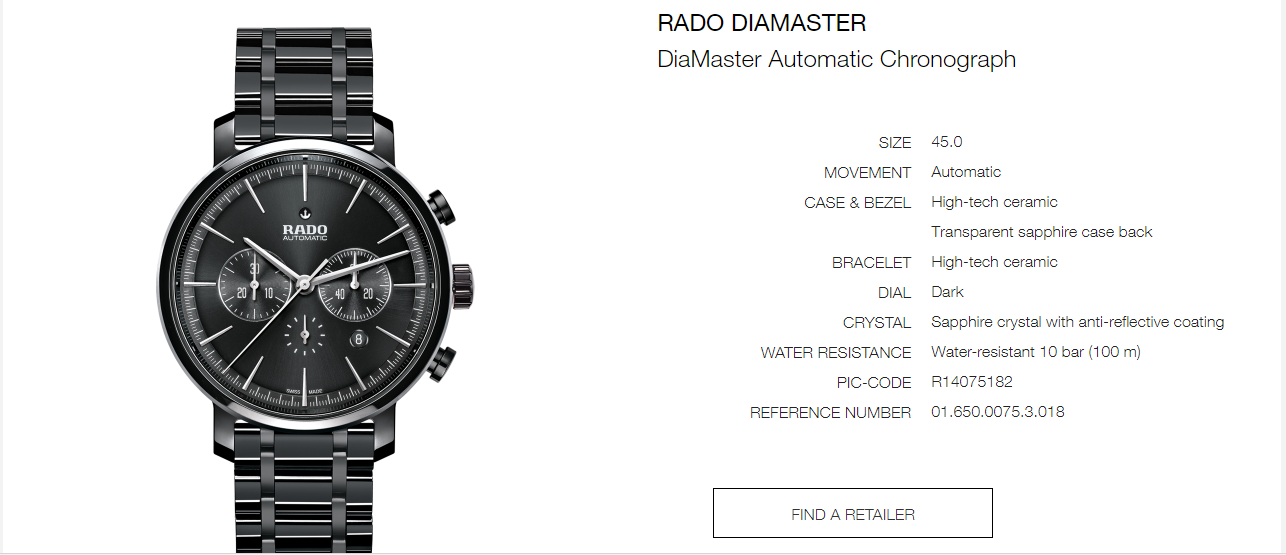 RADO DIAMASTER
DiaMaster Automatic Chronograph
SIZE 45.0
MOVEMENT Automatic
CASE & BEZEL High-tech ceramic
Transparent sapphire case back
BRACELET High-tech ceramic
DIAL Dark
CRYSTAL Sapphire crystal with anti-reflective coating
WATER RESISTANCE Water-resistant 10 bar (100 m)
PIC-CODE R14075182
REFERENCE NUMBER 01.650.0075.3.018
FIND A RETAILER
RADO
AUTOMATIC
30
20 10
40 20
8
SWISS MADE